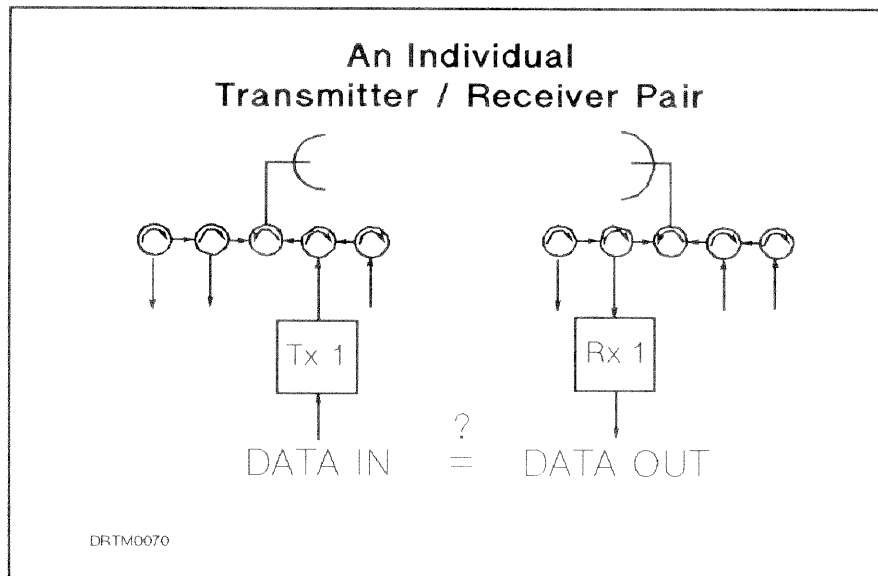 An Individual
Transmitter / Receiver Pair
Tx 1
Rx 1
?
DATA IN = DATA OUT
DRTM0070